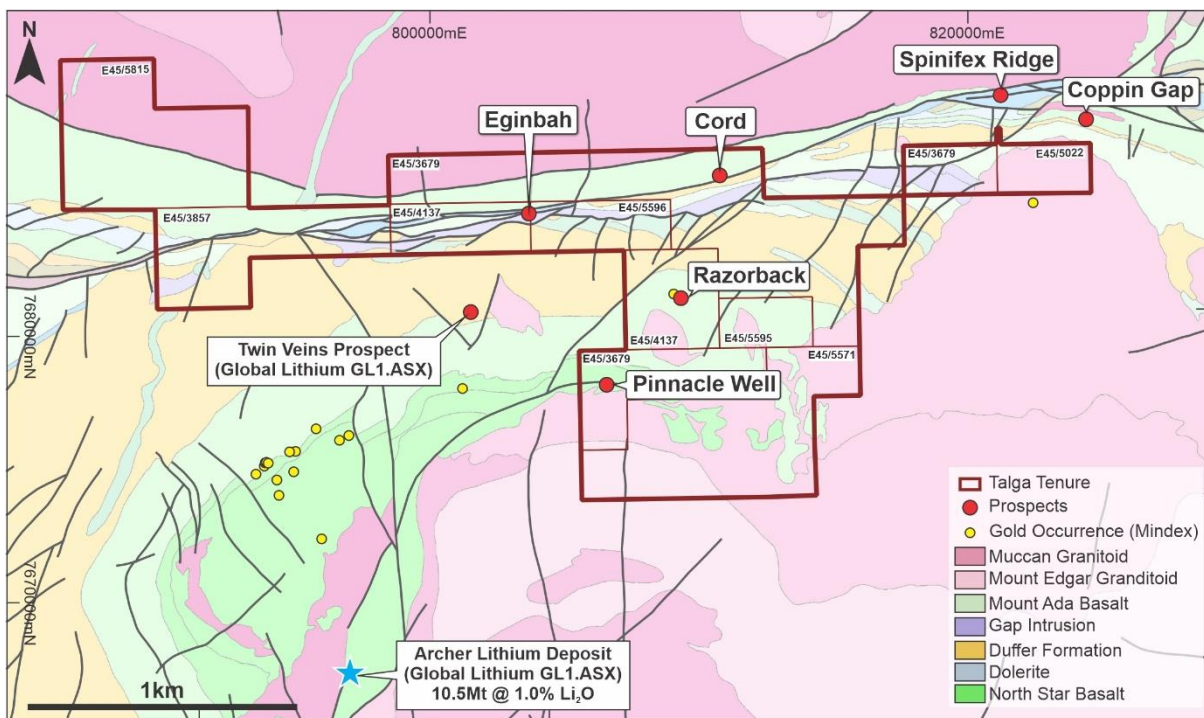 N
800000mE
820000mE
Spinifex Ridge
Coppin Gap
E45/5815
Eginbah
Cord
E45/3679
E45/3679
E45/5022
E45/3857
E45/4137
E45/5596
Razorback
7680000mN
Twin Veins Prospect
(Global Lithium GL1.ASX)
E45/4137
E45/5595
E45/3679
E45/5571
Pinnacle Well
7670000mN
Archer Lithium Deposit
(Global Lithium GL1.ASX)
10.5Mt @ 1.0% Li₂O
1km
Talga Tenure
Prospects
Gold Occurrence (Mindex)
Muccan Granitoid
Mount Edgar Granditoid
Mount Ada Basalt
Gap Intrusion
Duffer Formation
Dolerite
North Star Basalt